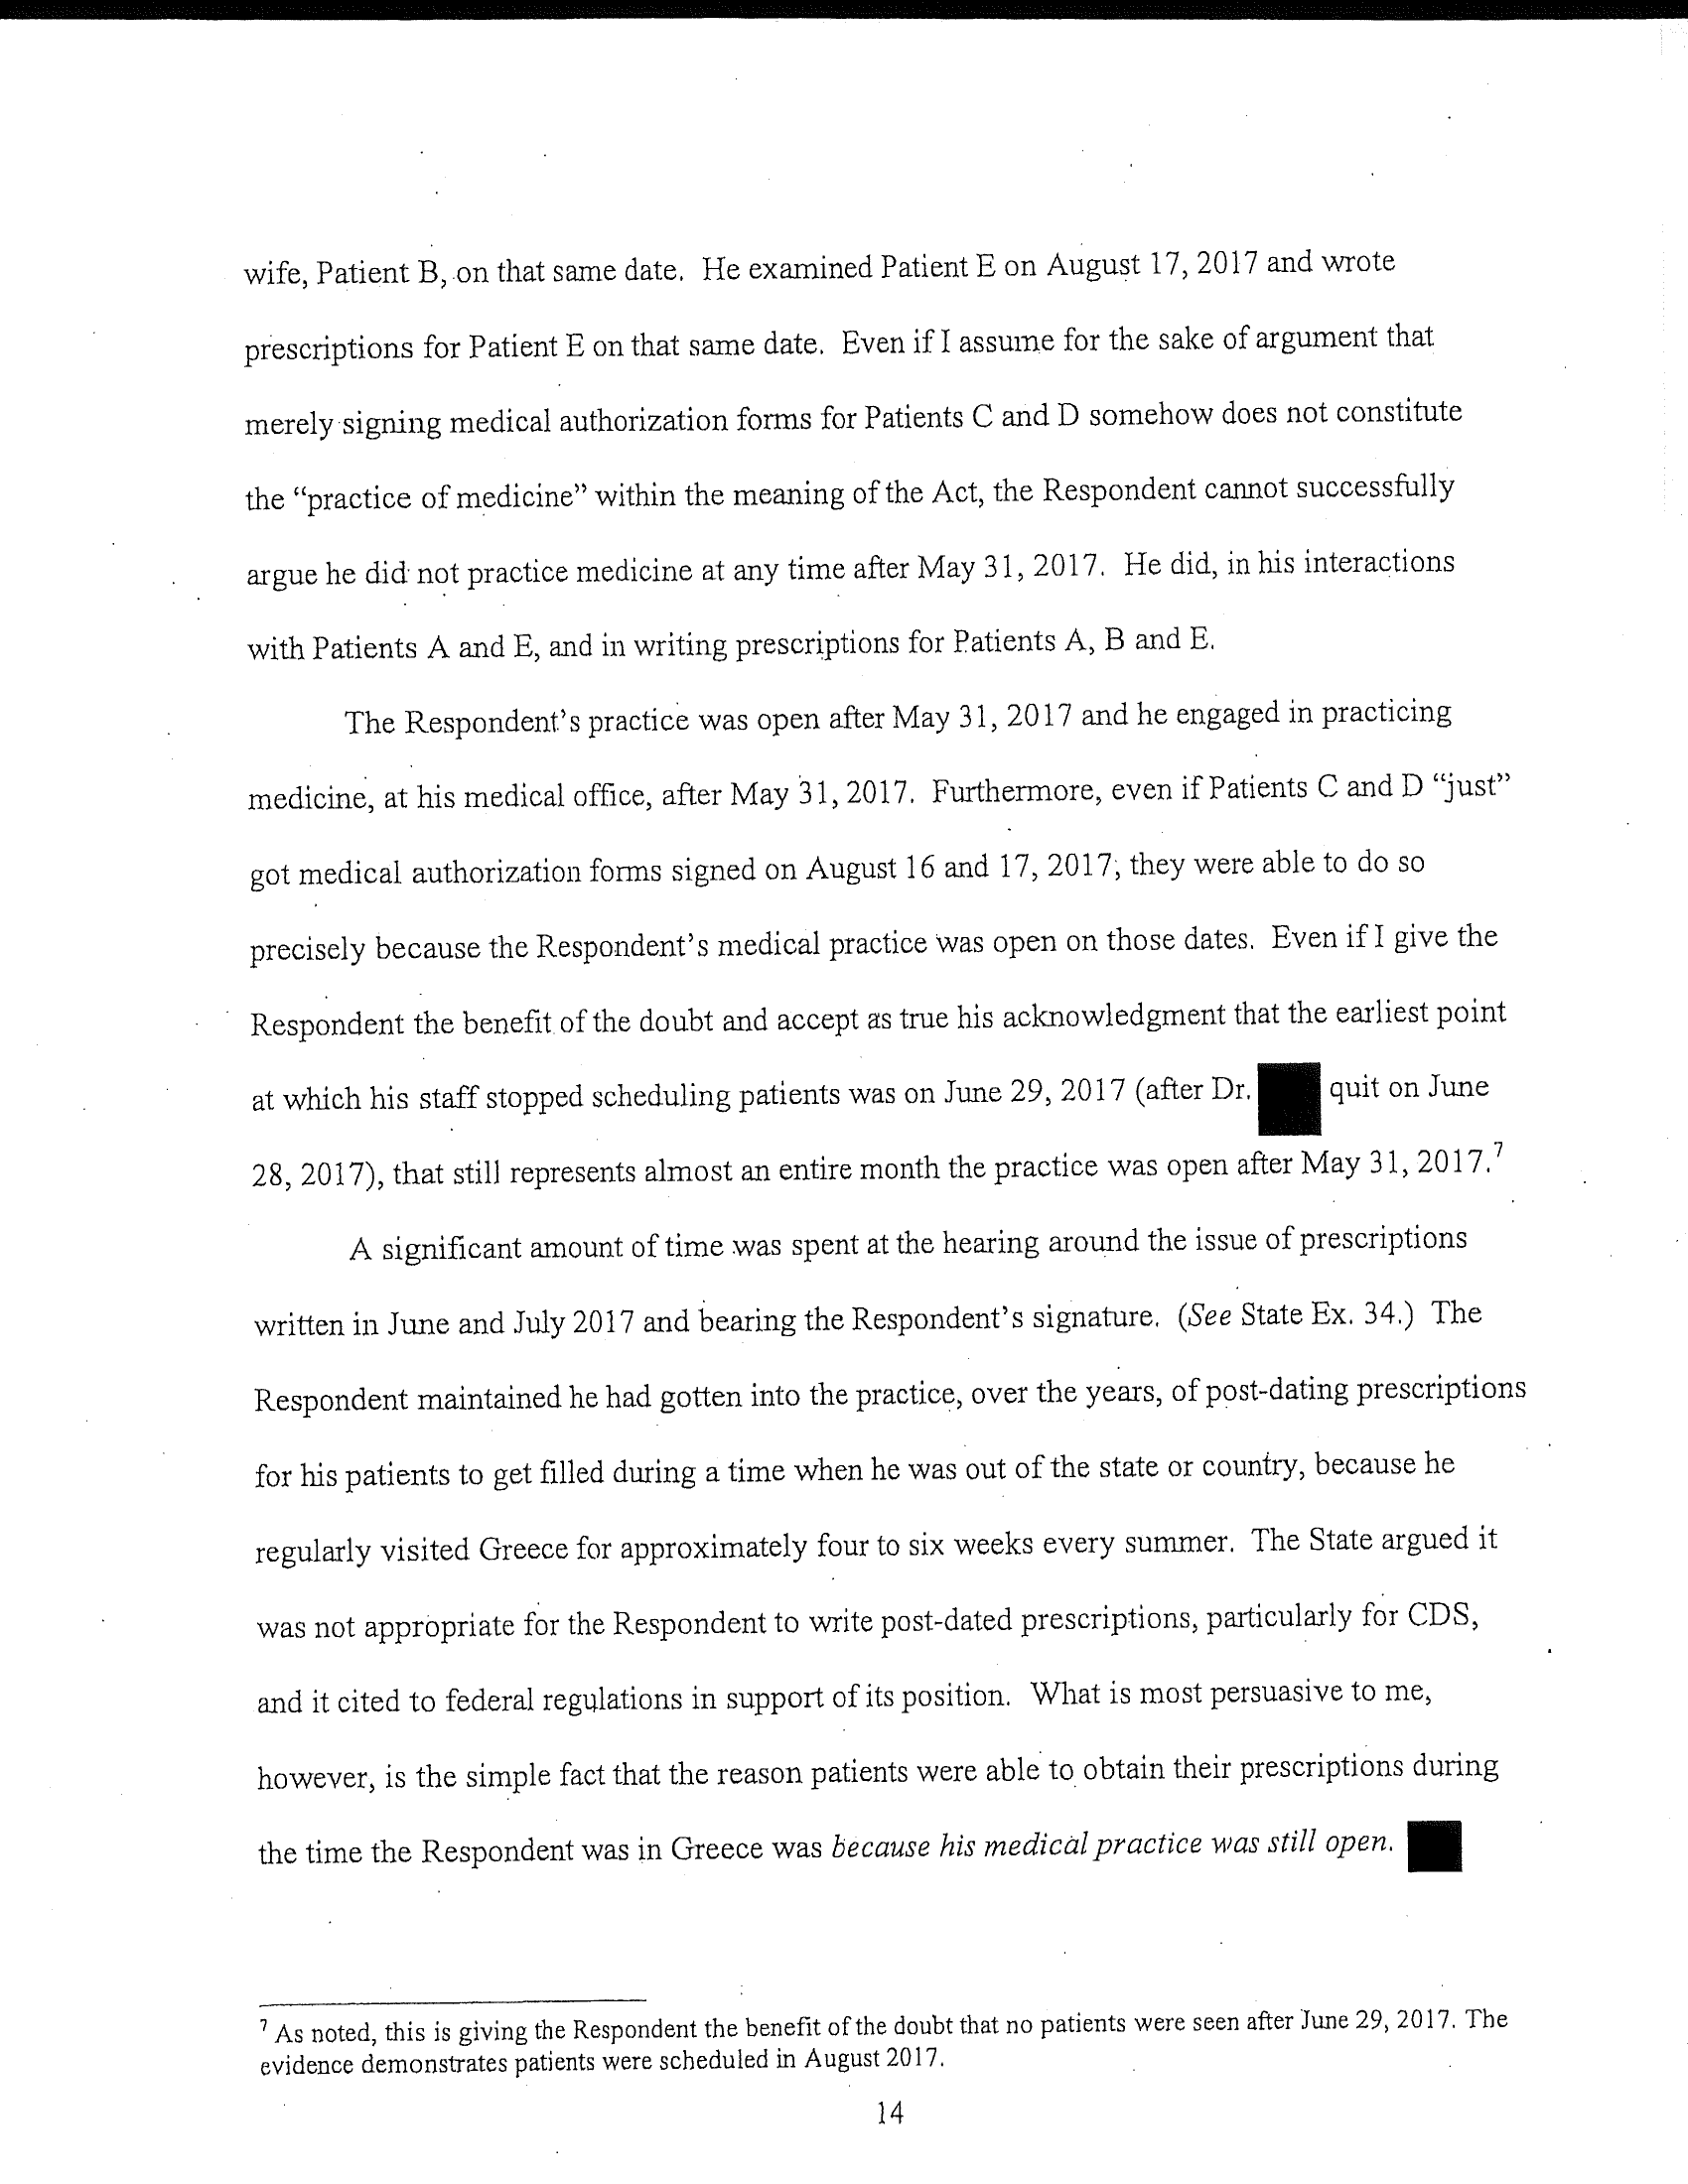 wife, Patient B, on that same date. He examined Patient E on August 17, 2017 and wrote
prescriptions for Patient E on that same date. Even if I assume for the sake of argument that
merely signing medical authorization forms for Patients C and D somehow does not constitute
the “practice of medicine” within the meaning of the Act, the Respondent cannot successfully
argue he did not practice medicine at any time after May 31, 2017. He did, in his interactions
with Patients A and E, and in writing prescriptions for Patients A, B and E.
The Respondent’s practice was open after May 31, 2017 and he engaged in practicing
medicine, at his medical office, after May 31, 2017. Furthermore, even if Patients C and D “just”
got medical authorization forms signed on August 16 and 17, 2017, they were able to do so
precisely because the Respondent’s medical practice was open on those dates. Even if I give the
Respondent the benefit of the doubt and accept as true his acknowledgment that the earliest point
at which his staff stopped scheduling patients was on June 29, 2017 (after Dr. quit on June
28, 2017), that still represents almost an entire month the practice was open after May 31, 2017.7
A significant amount of time was spent at the hearing around the issue of prescriptions
written in June and July 2017 and bearing the Respondent’s signature. (See State Ex. 34.) The
Respondent maintained he had gotten into the practice, over the years, of post-dating prescriptions
for his patients to get filled during a time when he was out of the state or country, because he
regularly visited Greece for approximately four to six weeks every summer. The State argued it
was not appropriate for the Respondent to write post-dated prescriptions, particularly for CDS,
and it cited to federal regulations in support of its position. What is most persuasive to me,
however, is the simple fact that the reason patients were able to obtain their prescriptions during
the time the Respondent was in Greece was because his medical practice was still open.
7 As noted, this is giving the Respondent the benefit of the doubt that no patients were seen after June 29, 2017. The
evidence demonstrates patients were scheduled in August 2017.
14